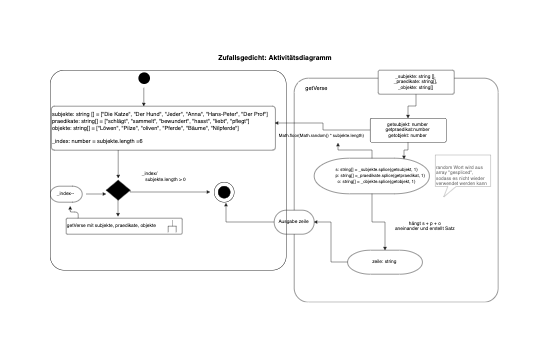 Zufallsgedicht: Aktivitätsdiagramm
_subjekte: string [],
_praedikate: string[],
_objekte: string[]
getVerse
subjekte: string [] = ["Die Katze", "Der Hund", "Jeder", "Anna", "Hans-Peter", "Der Prof"]
praedikate: string[] = ["schlägt", "sammelt", "bewundert", "hasst", "liebt", "pflegt"]
objekte: string[] = ["Löwen", "Pilze", "oliven", "Pferde", "Bäume", "Nilpferde"]
_index: number = subjekte.length =6
getsubjekt: number
getpraedikat:number
getobjekt: number
Math.floor(Math.random() * subjekte.length)
s: string[] = _subjekte.splice(getsubjekt, 1)
p: string[] =_praedikate.splice(getpraedikat, 1)
o: string[] = _objekte.splice(getobjekt, 1)
random Wort wird aus
array "gespliced",
sodass es nicht wieder
verwendet werden kann
_index/
subjekte.length > 0
_index--
getVerse mit subjekte, praedikate, objekte
Ausgabe zeile
hängt s + p + o
aneinander und erstellt Satz
zeile: string